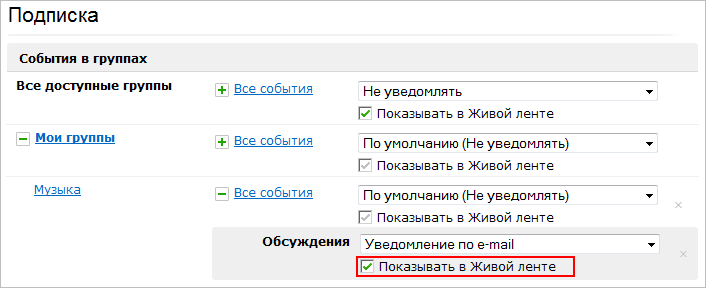 Подписка
События в группах
Все доступные группы Все события Не уведомлять
Показывать в Живой ленте
Мои группы Все события По умолчанию (Не уведомлять)
Показывать в Живой ленте
Музыка Все события По умолчанию (Не уведомлять)
Показывать в Живой ленте
Обсуждения Уведомление по e-mail
Показывать в Живой ленте